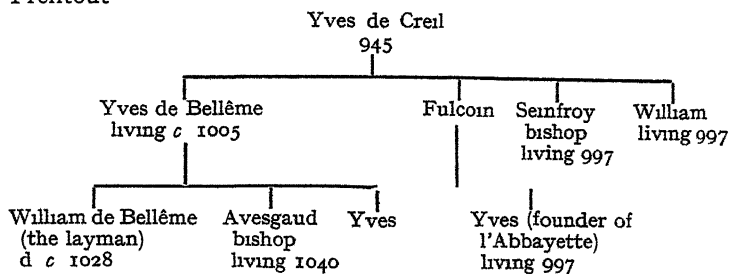 Prentout
Yves de Creil
945
Yves de Bellême
living c 1005
Fulcoin
Seinfroy
bishop
living 997
William
living 997
William de Bellême
(the layman)
d c 1028
Avesgaud
bishop
living 1040
Yves
Yves (founder of
l'Abbayette)
living 997